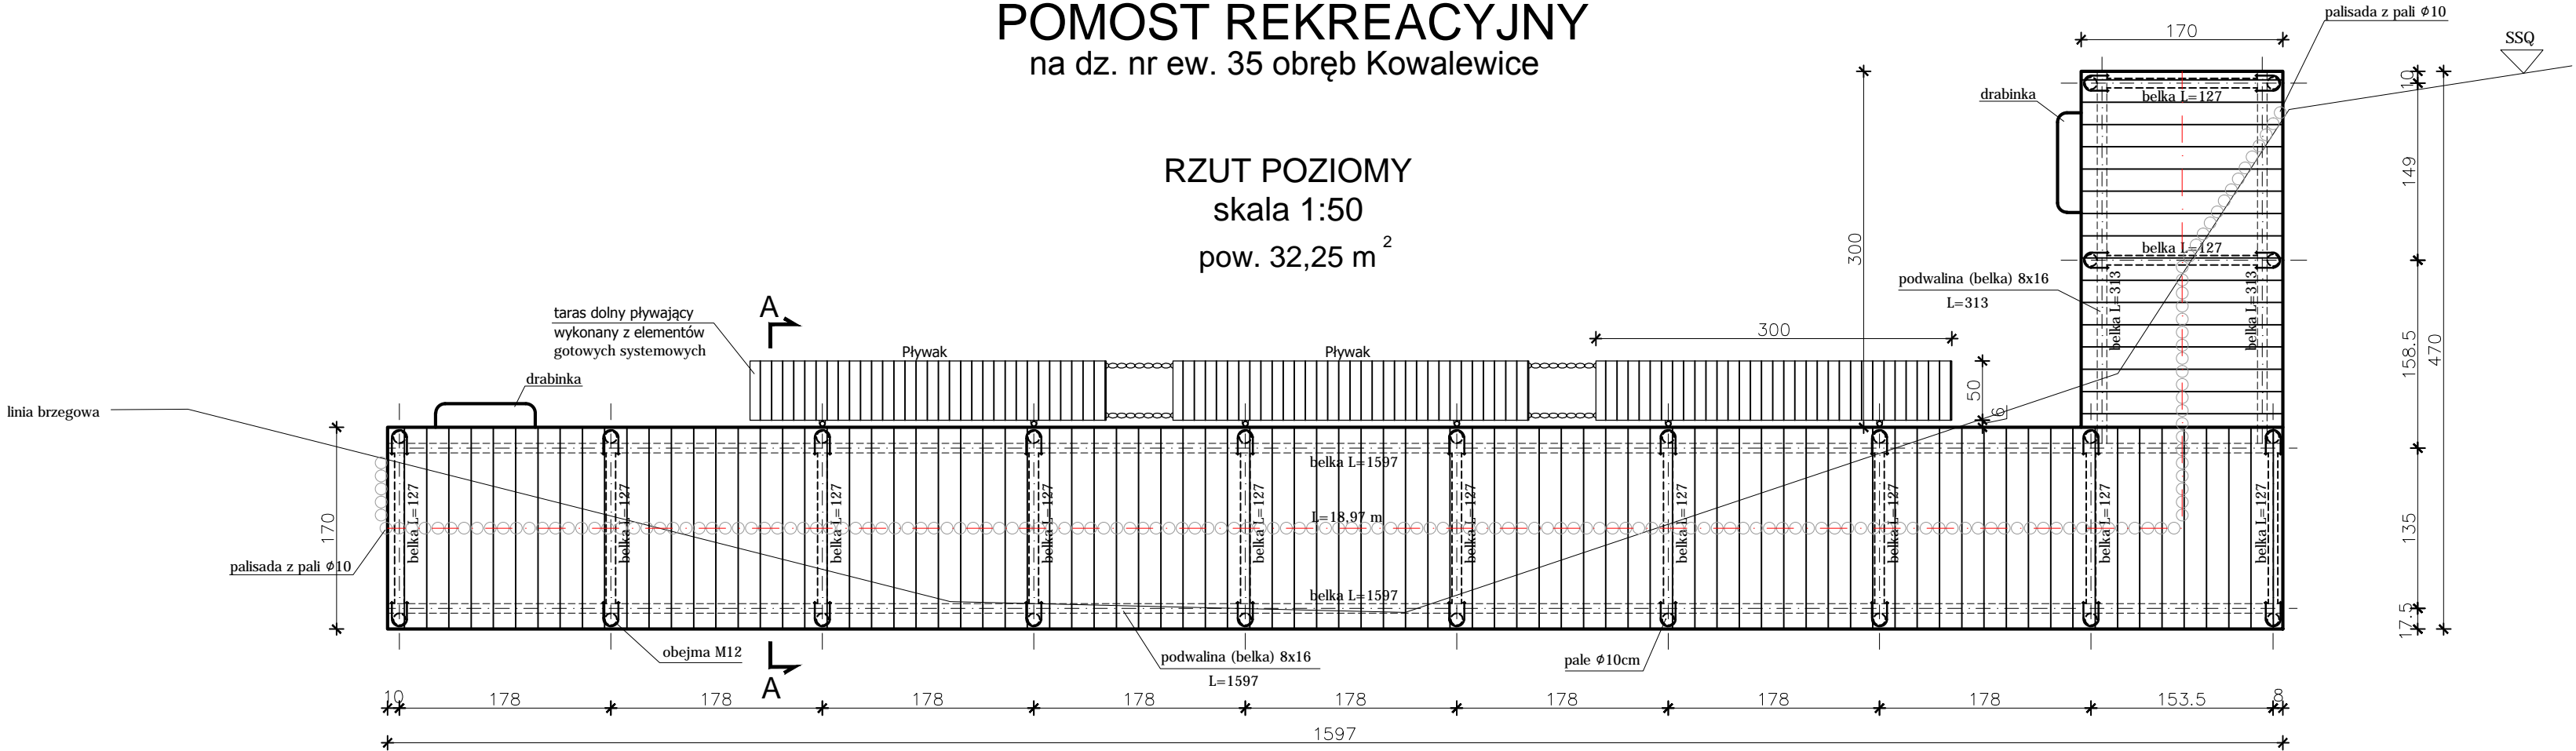 POMOST REKREACYJNY
na dz. nr ew. 35 obręb Kowalewice
RZUT POZIOMY
skala 1:50
pow. 32,25 m 2
palisada z pali ⌀10
SSQ
170
drabinka
belka L=127
10
149
300
belka L=127
podwalina (belka) 8x16
L=313
belka L=313
belka L=313
158.5
470
A
taras dolny pływający
wykonany z elementów
gotowych systemowych
Pływak
Pływak
300
50
6
drabinka
linia brzegowa
belka L=1597
170
belka L=127
belka L=127
belka L=127
belka L=127
belka L=127
belka L=127
belka L=127
belka L=127
belka L=127
belka L=127
L=18,97 m
135
palisada z pali ⌀10
belka L=1597
17.5
obejma M12
A
podwalina (belka) 8x16
L=1597
pale ⌀10cm
10
178
178
178
178
178
178
178
178
153.5
8
1597